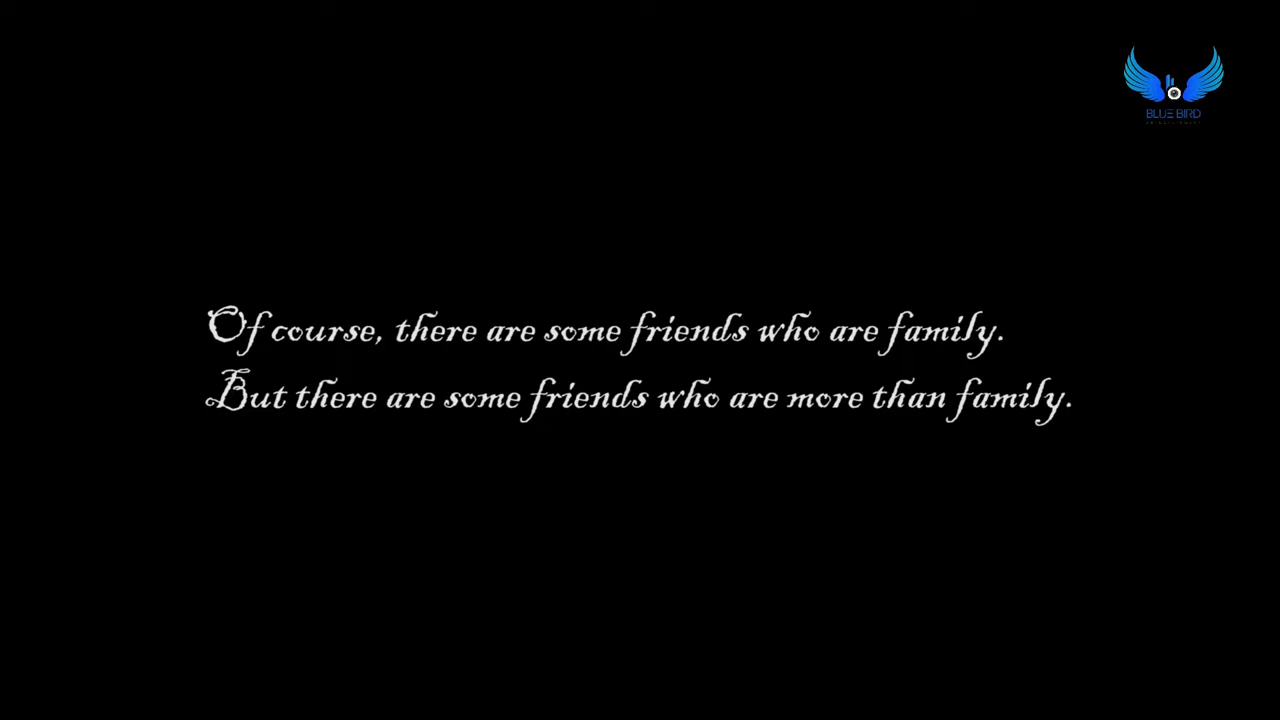 BLUE BIRD
Of course, there are some friends who are family.
But there are some friends who are more than family.